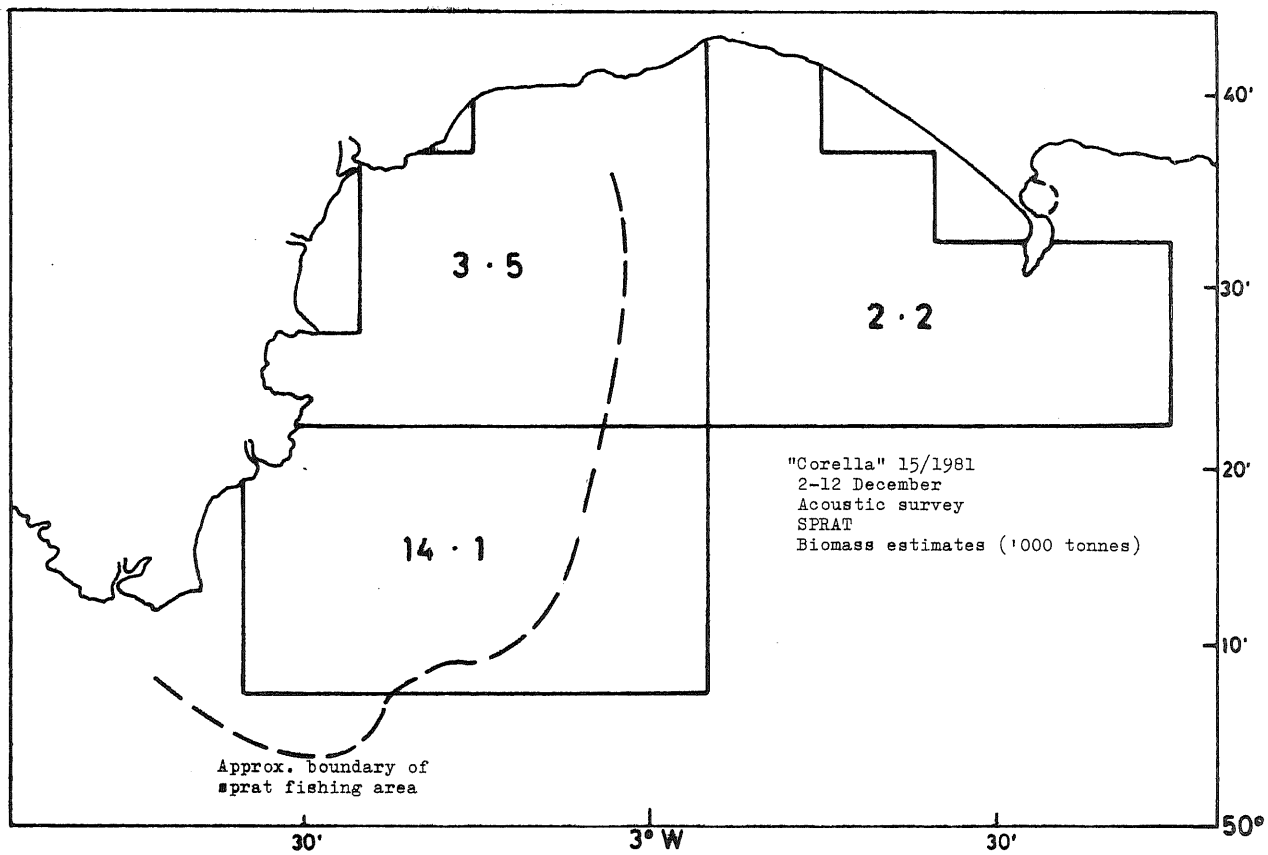 40'
3·5
30'
2·2
"Corella" 15/1981
2-12 December
Acoustic survey
SPRAT
Biomass estimates ('000 tonnes)
20'
14·1
10'
Approx. boundary of
sprat fishing area
30'
3° W
30'
50°